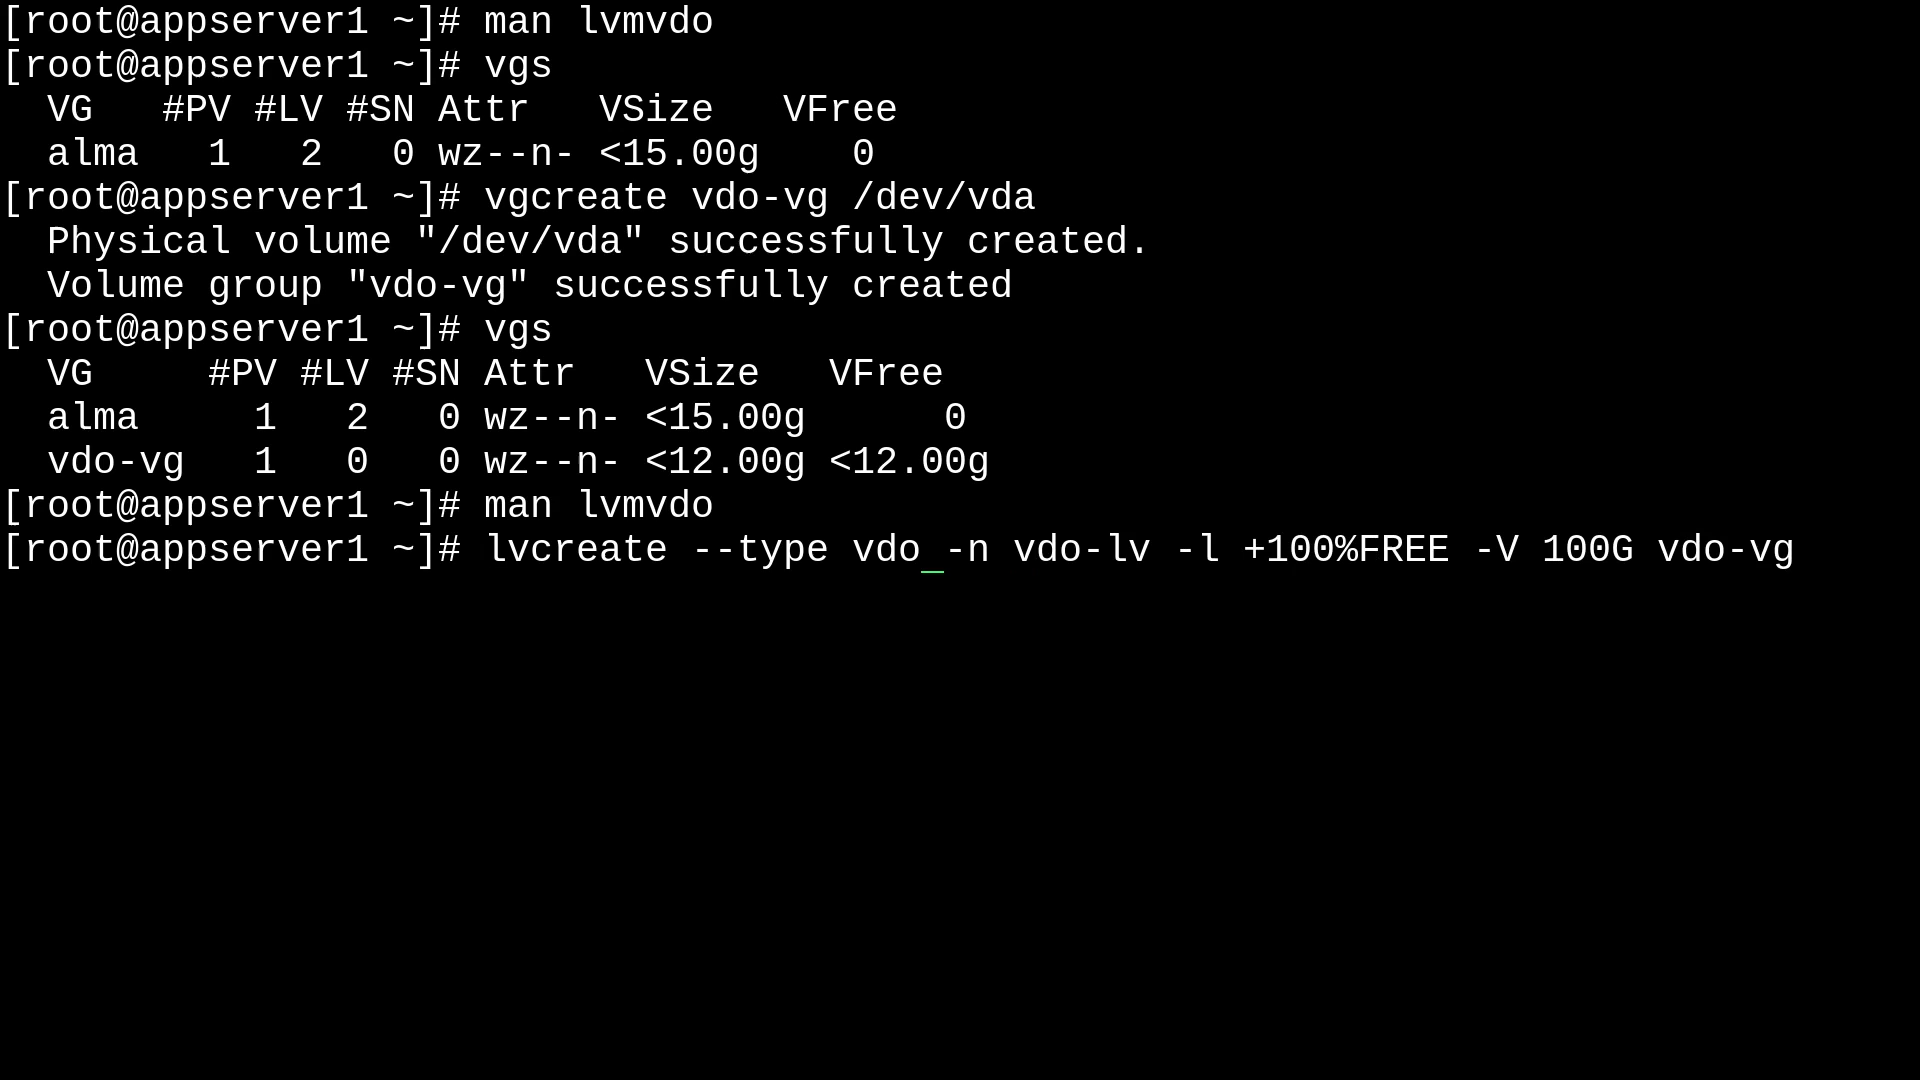 [root@appserver1 ~]# man lvmvdo
[root@appserver1 ~]# vgs
  VG   #PV #LV #SN Attr   VSize   VFree
  alma   1   2   0 wz--n- <15.00g    0
[root@appserver1 ~]# vgcreate vdo-vg /dev/vda
  Physical volume "/dev/vda" successfully created.
  Volume group "vdo-vg" successfully created
[root@appserver1 ~]# vgs
  VG     #PV #LV #SN Attr   VSize   VFree
  alma     1   2   0 wz--n- <15.00g      0
  vdo-vg   1   0   0 wz--n- <12.00g <12.00g
[root@appserver1 ~]# man lvmvdo
[root@appserver1 ~]# lvcreate --type vdo -n vdo-lv -l +100%FREE -V 100G vdo-vg